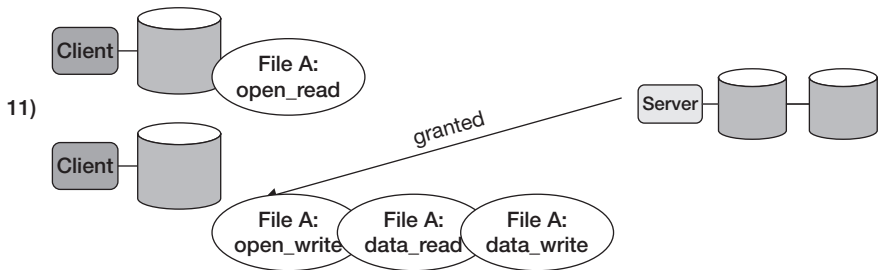 Client
File A:
open_read
11)
Server
granted
Client
File A:
open_write
File A:
data_read
File A:
data_write